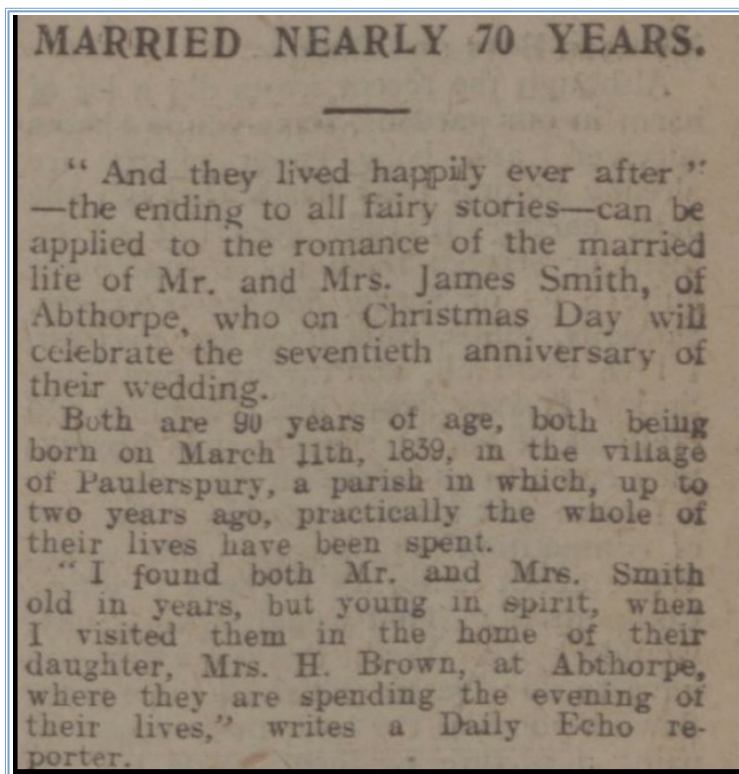 MARRIED NEARLY 70 YEARS.
“ And they lived happily ever after ”
—the ending to all fairy stories—can be
applied to the romance of the married
life of Mr. and Mrs. James Smith, of
Abthorpe, who on Christmas Day will
celebrate the seventieth anniversary of
their wedding.
Both are 90 years of age, both being
born on March 11th, 1839, in the village
of Paulerspury, a parish in which, up to
two years ago, practically the whole of
their lives have been spent.
“ I found both Mr. and Mrs. Smith
old in years, but young in spirit, when
I visited them in the home of their
daughter, Mrs. H. Brown, at Abthorpe,
where they are spending the evening of
their lives,” writes a Daily Echo re-
porter.